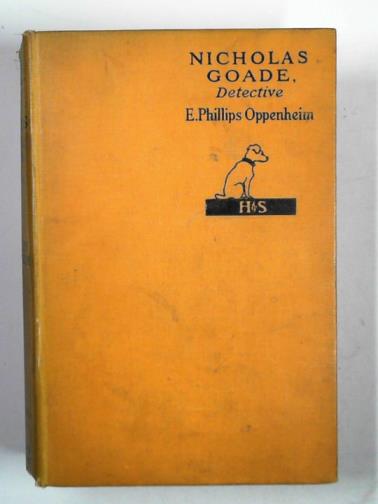 NICHOLAS
GOADE,
Detective
E. Phillips Oppenheim
H&S